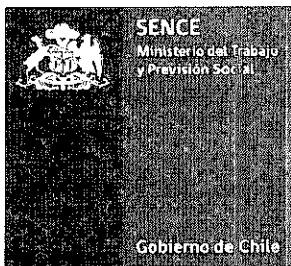 SENCE
Ministerio del Trabajo
y Previsión Social
Gobierno de Chile